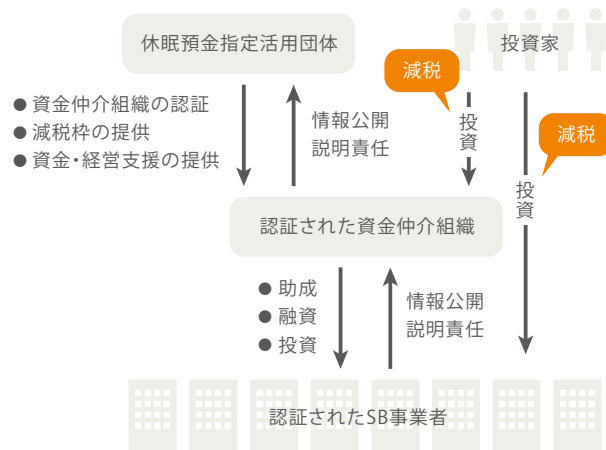 休眠預金指定活用団体
投資家
減税
● 資金仲介組織の認証
● 減税枠の提供
● 資金・経営支援の提供
情報公開
説明責任
投資
減税
投資
認証された資金仲介組織
● 助成
● 融資
● 投資
情報公開
説明責任
認証されたSB事業者